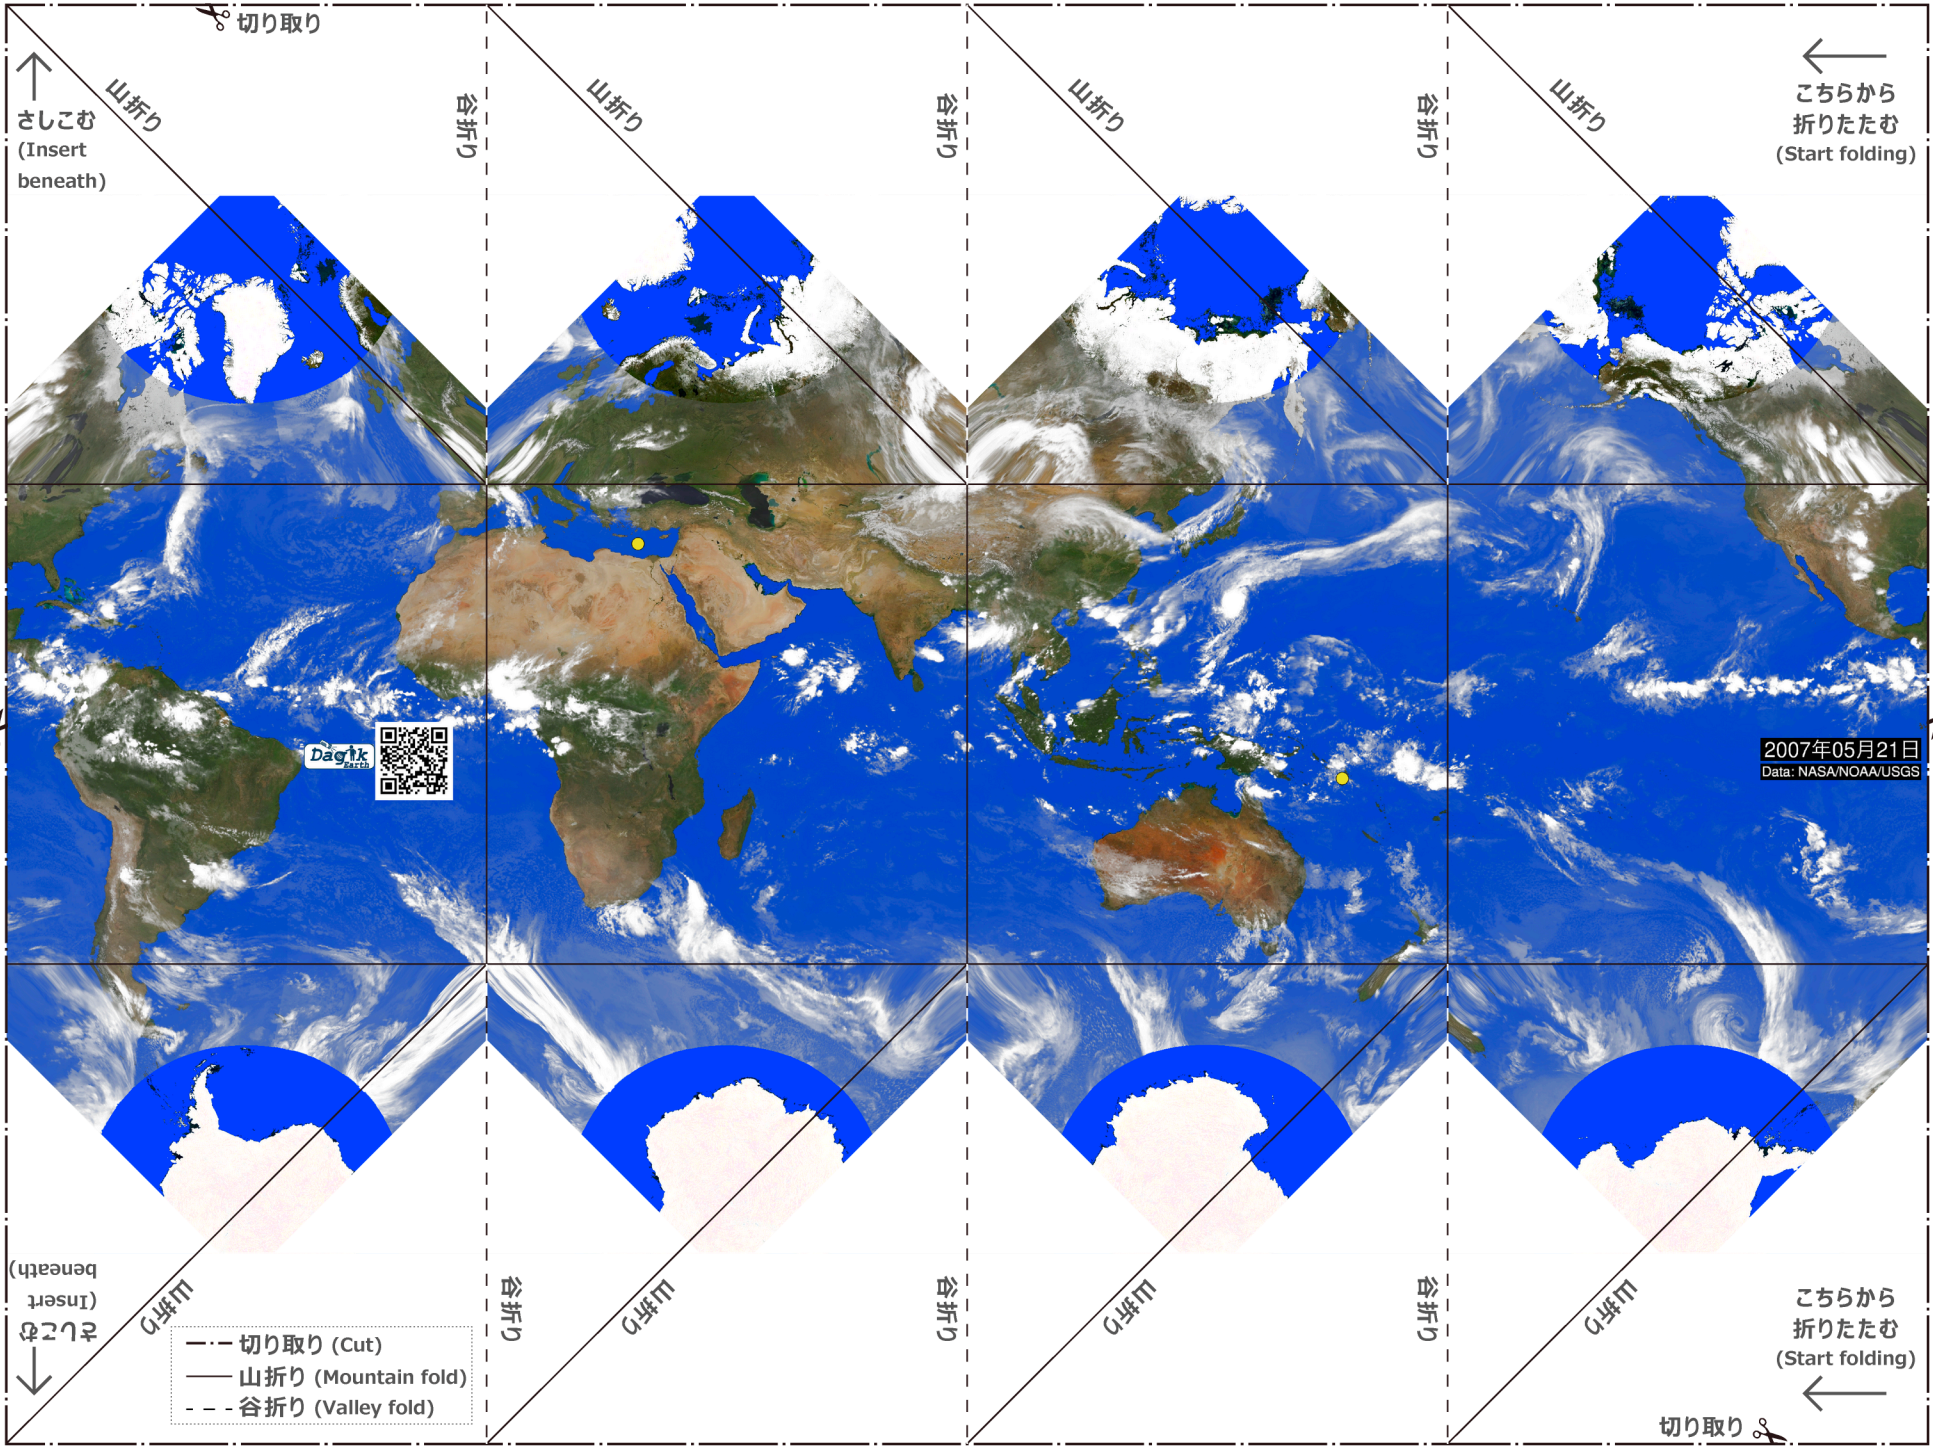 切り取り
山折り
谷折り
山折り
谷折り
山折り
谷折り
山折り
さしこむ
(Insert
beneath)
こちらから
折りたたむ
(Start folding)
Dagik
Earth
2007年05月21日
Data: NASA/NOAA/USGS
さしこむ
(Insert
beneath)
山折り
谷折り
山折り
谷折り
山折り
谷折り
山折り
こちらから
折りたたむ
(Start folding)
切り取り (Cut)
山折り (Mountain fold)
谷折り (Valley fold)
切り取り